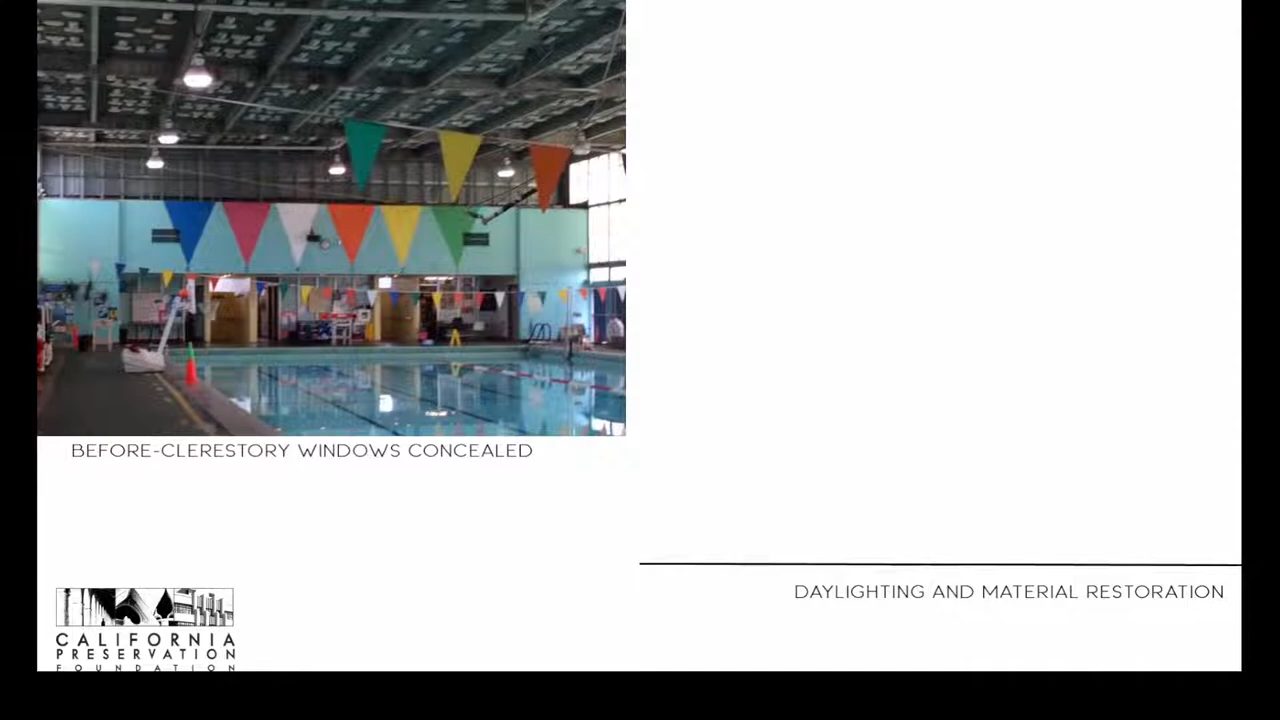 BEFORE-CLERESTORY WINDOWS CONCEALED
DAYLIGHTING AND MATERIAL RESTORATION
CALIFORNIA
PRESERVATION
FOUNDATION